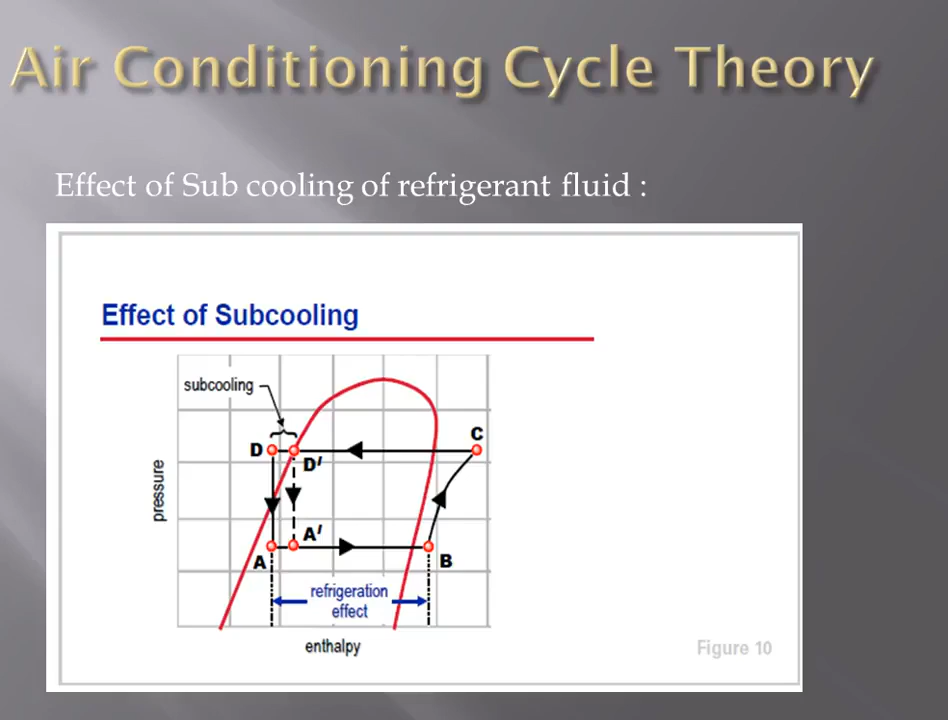 Air Conditioning Cycle Theory
Effect of Sub cooling of refrigerant fluid :
Effect of Subcooling
subcooling
D
D'
C
pressure
A
A'
B
refrigeration
effect
enthalpy
Figure 10